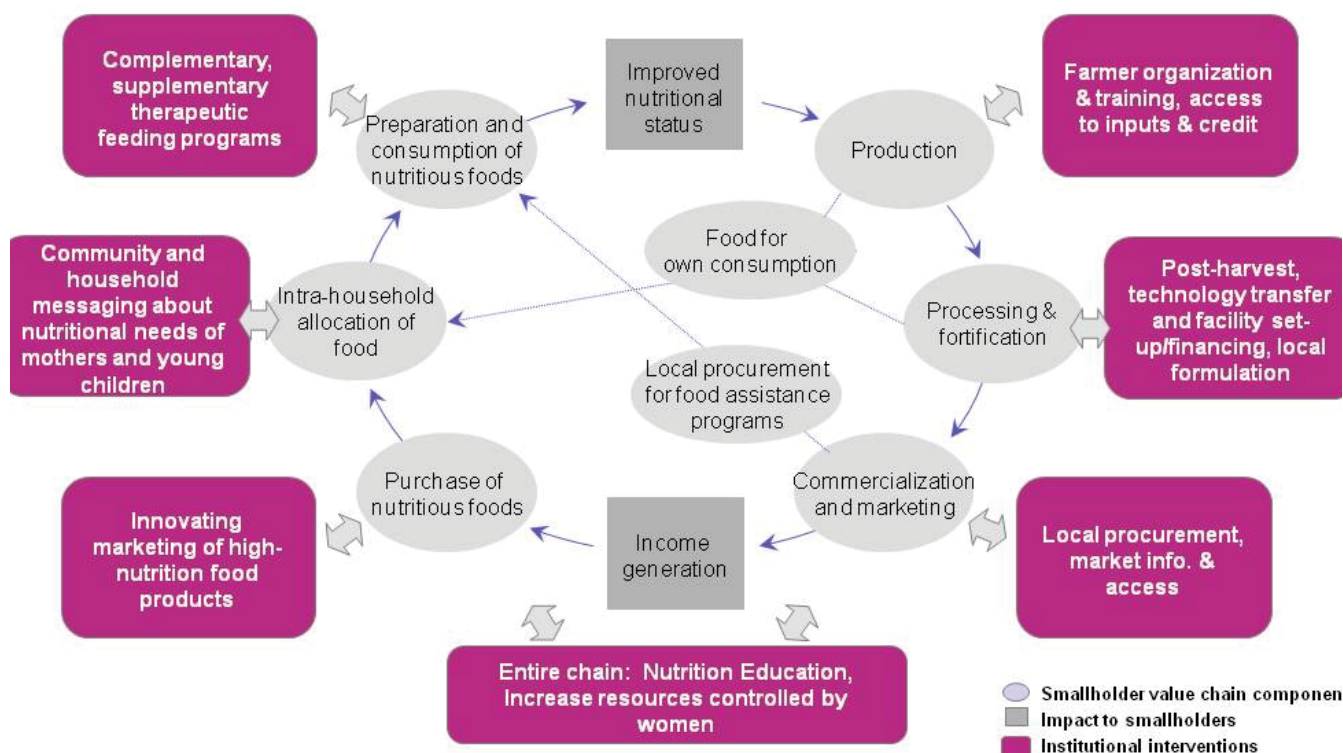 Complementary,
supplementary
therapeutic
feeding programs
Improved
nutritional
status
Farmer organization
& training, access
to inputs & credit
Preparation and
consumption of
nutritious foods
Production
Community and
household
messaging about
nutritional needs of
mothers and young
children
Intra-household
allocation of
food
Food for
own consumption
Processing &
fortification
Post-harvest,
technology transfer
and facility set-
up/financing, local
formulation
Local procurement
for food assistance
programs
Purchase of
nutritious foods
Commercialization
and marketing
Innovating
marketing of high-
nutrition food
products
Income
generation
Local procurement,
market info. &
access
Entire chain: Nutrition Education,
Increase resources controlled by
women
Smallholder value chain componen
Impact to smallholders
Institutional interventions